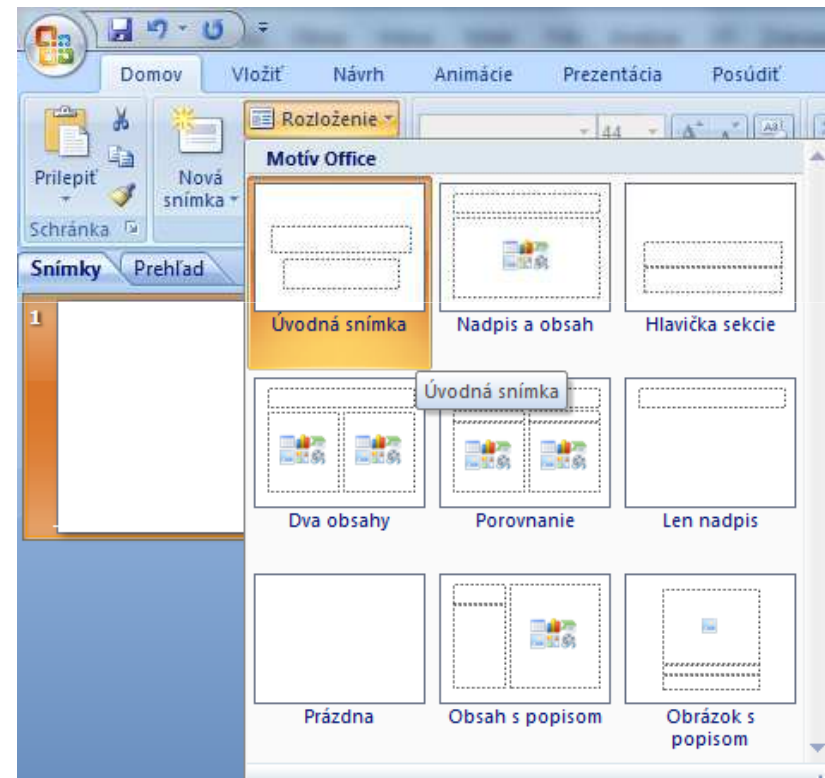 Domov Vložiť Návrh Animácie Prezentácia Posúdiť
Rozloženie
44
Prilepiť
Nová
snímka
Schránka
Motív Office
Snímky Prehľad
1
Úvodná snímka Nadpis a obsah Hlavička sekcie
Úvodná snímka
Dva obsahy Porovnanie Len nadpis
Prázdna Obsah s popisom Obrázok s
popisom